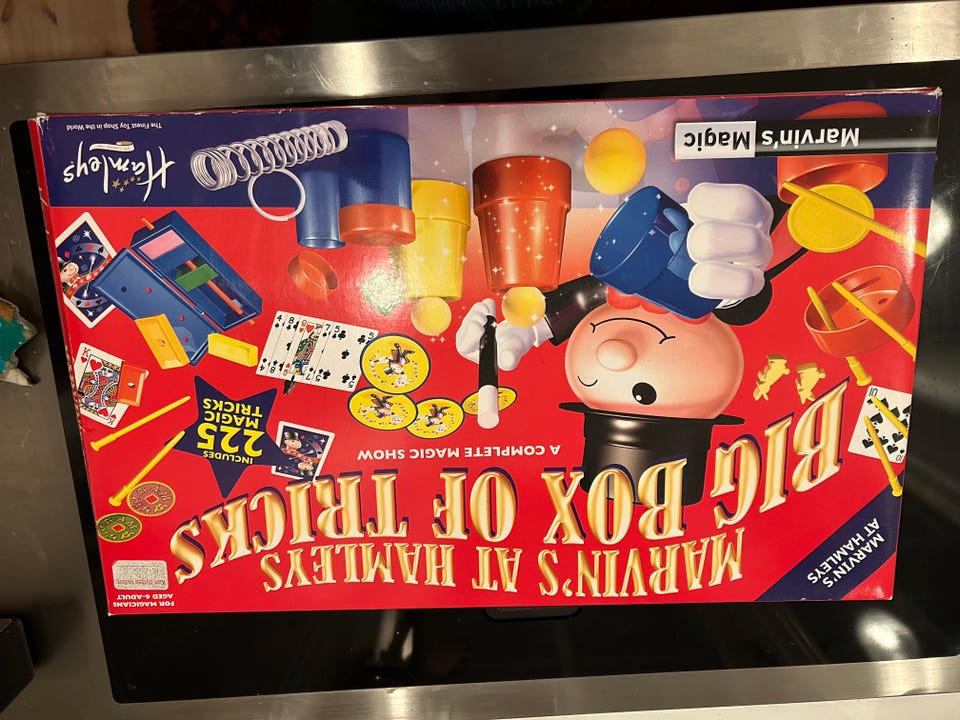 FOR MAGICIANS
AGED 6-ADULT
MARVIN'S
AT HAMLEYS
MARVIN'S AT HAMLEYS
BIG BOX OF TRICKS
A COMPLETE MAGIC SHOW
INCLUDES
225
MAGIC
TRICKS
Marvin's Magic
Hamleys
The Finest Toy Shop in the World